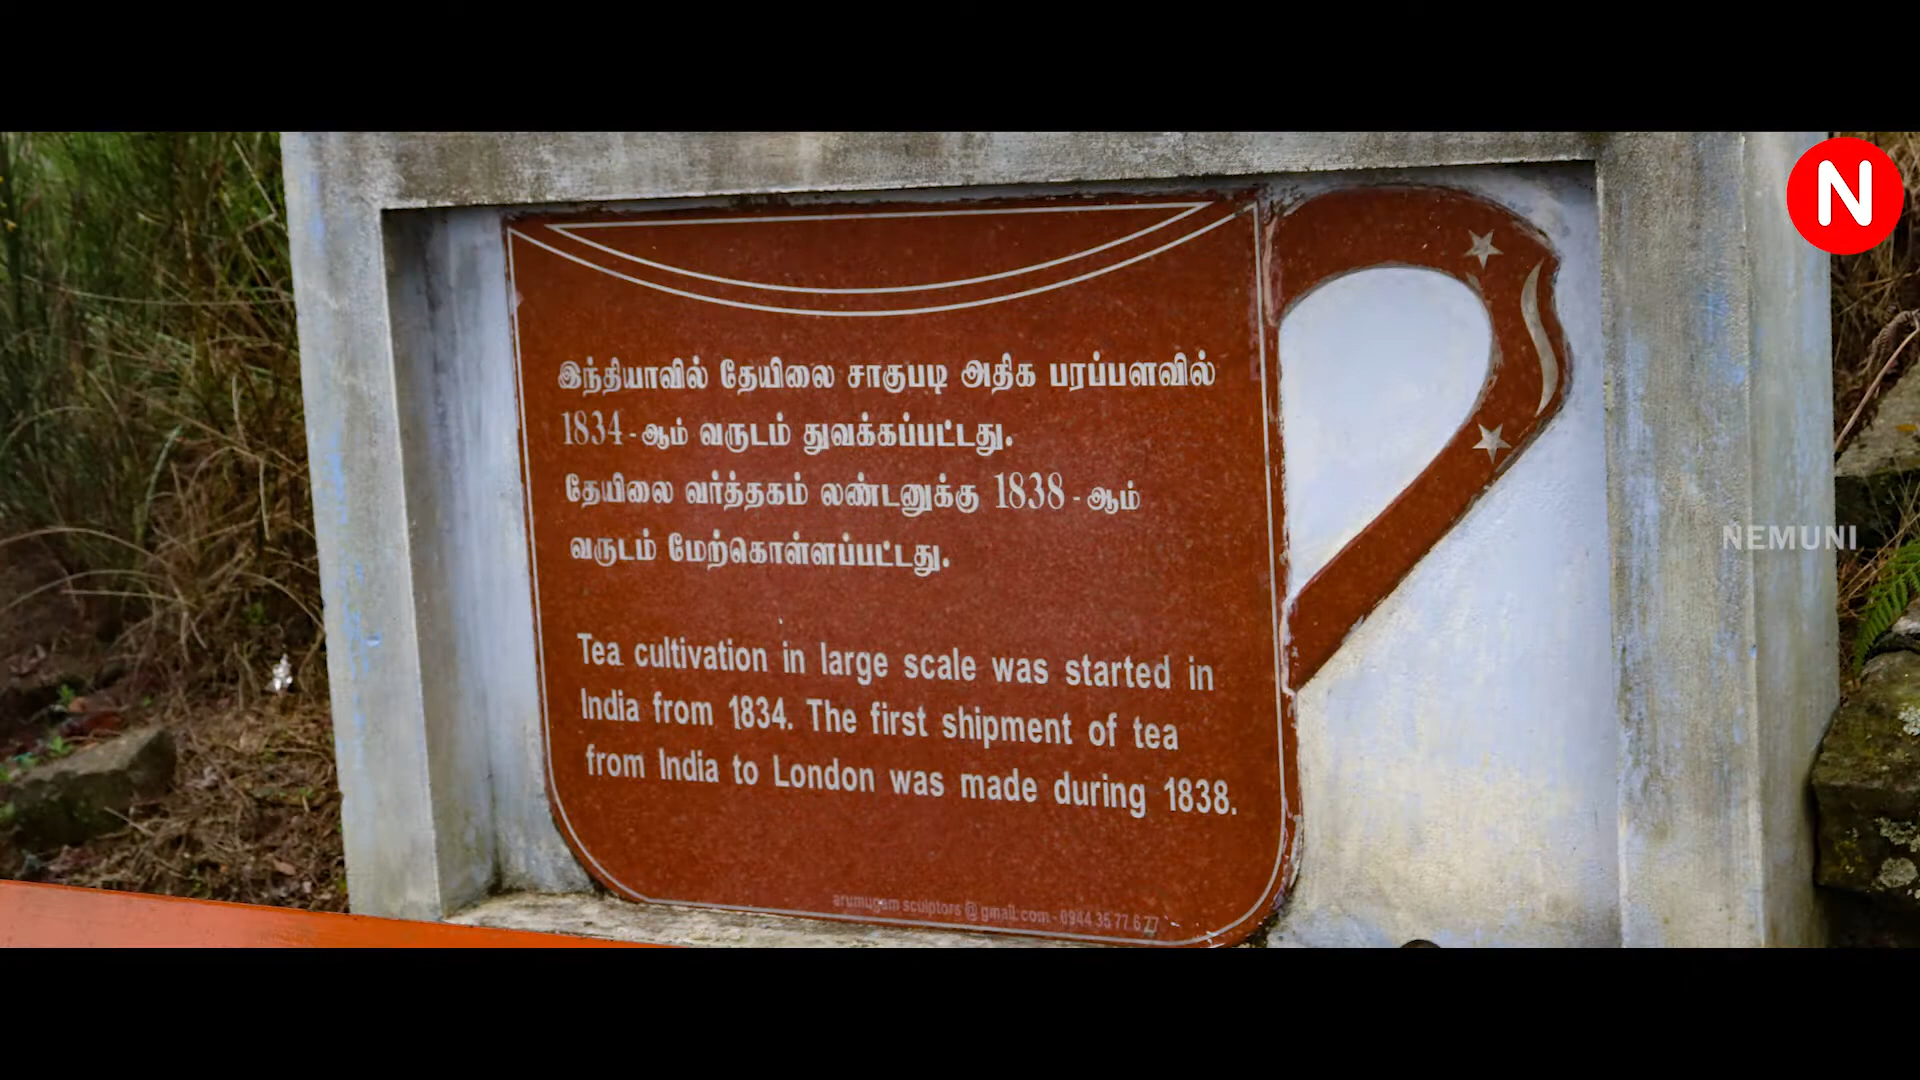 N
இந்தியாவில் தேயிலை சாகுபடி அதிக பரப்பளவில்
1834 - ஆம் வருடம் துவக்கப்பட்டது.
தேயிலை வர்த்தகம் லண்டனுக்கு 1838 - ஆம்
வருடம் மேற்கொள்ளப்பட்டது.
NEMUNI
Tea cultivation in large scale was started in
India from 1834. The first shipment of tea
from India to London was made during 1838.
arumugam sculptors @ gmail.com - 0944 35 77 6 77